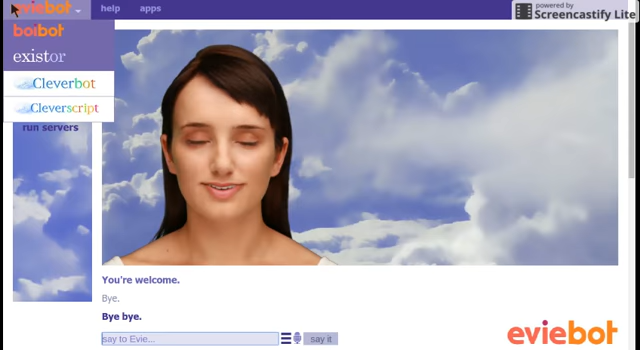 eviebot
help
apps
powered by
Screencastify Lite
boibot
existor
Cleverbot
Cleverscript
run servers
You're welcome.
Bye.
Bye bye.
say to Evie...
say it
eviebot